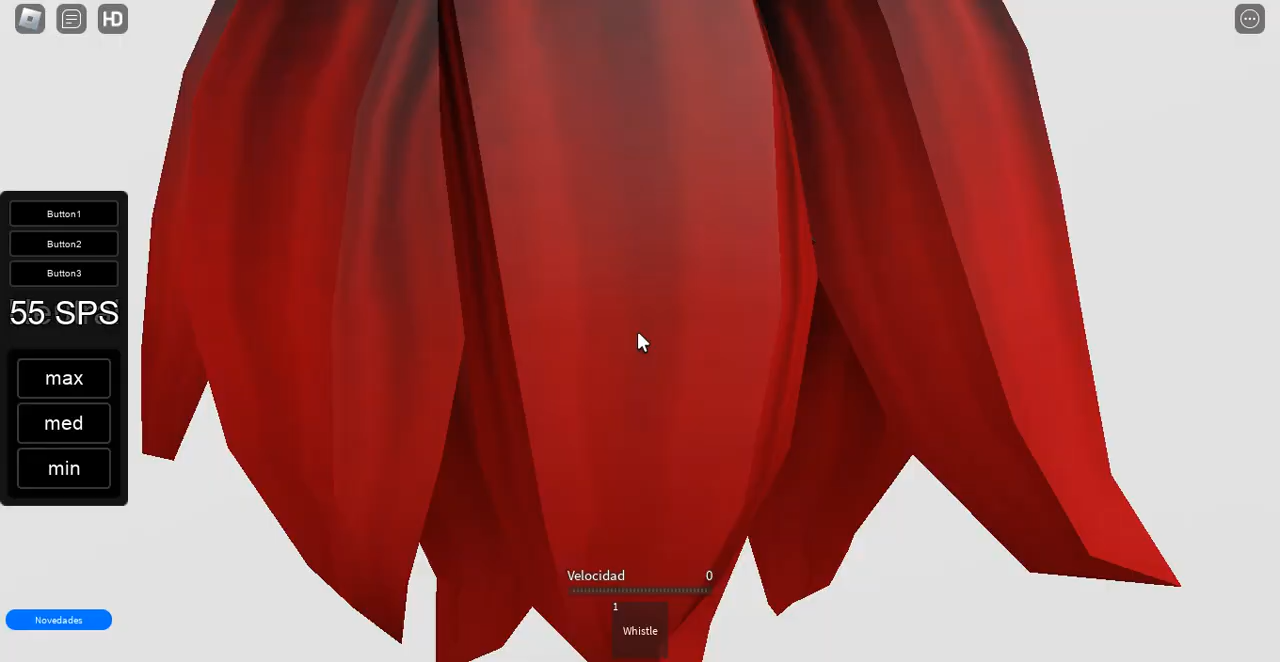 HD
Button1
Button2
Button3
55 SPS
max
med
min
Velocidad 0
1
Whistle
Novedades